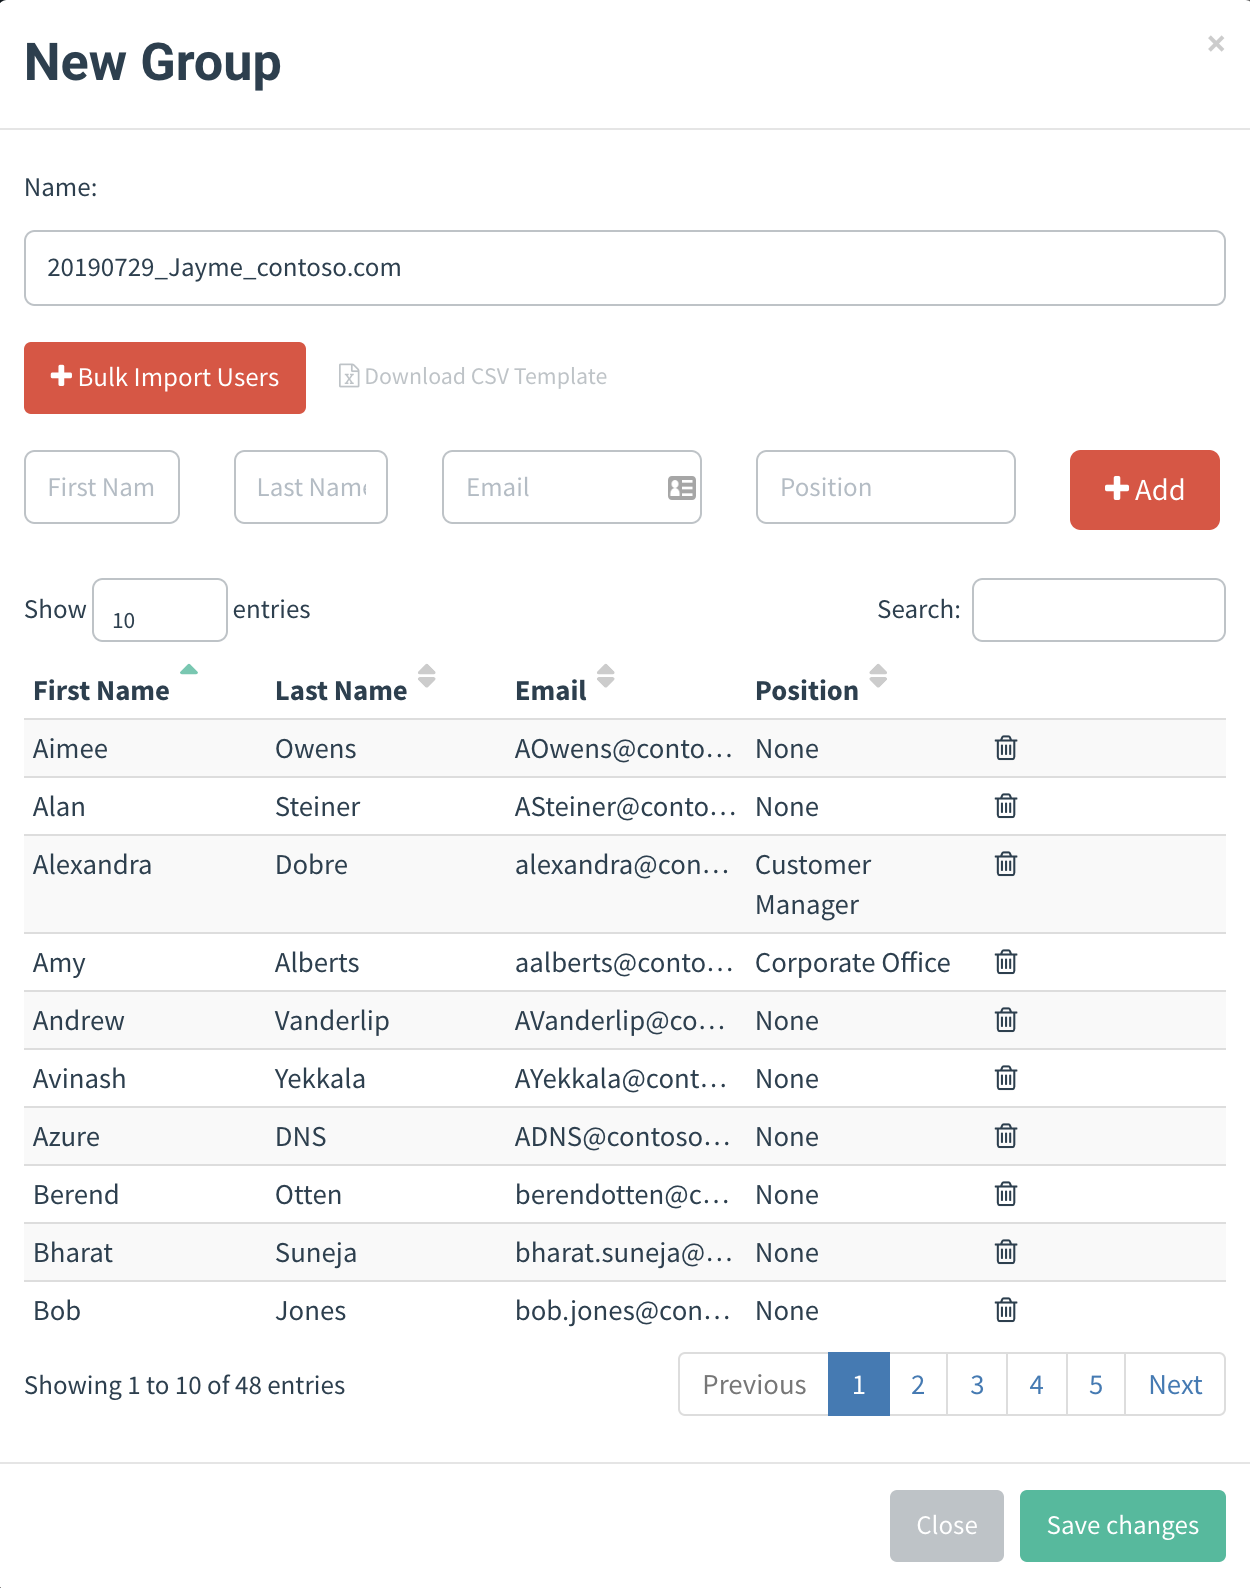 New Group
×
Name:
20190729_Jayme_contoso.com
Bulk Import Users Download CSV Template
First Nam Last Name Email Position Add
Show 10 entries Search:
First Name Last Name Email Position
Aimee Owens AOwens@conto... None
Alan Steiner ASteiner@conto... None
Alexandra Dobre alexandra@con... Customer
Manager
Amy Alberts aalberts@conto... Corporate Office
Andrew Vanderlip AVanderlip@co... None
Avinash Yekkala AYekkala@cont... None
Azure DNS ADNS@contoso... None
Berend Otten berendotten@c... None
Bharat Suneja bharat.suneja@... None
Bob Jones bob.jones@con... None
Showing 1 to 10 of 48 entries Previous 1 2 3 4 5 Next
Close Save changes